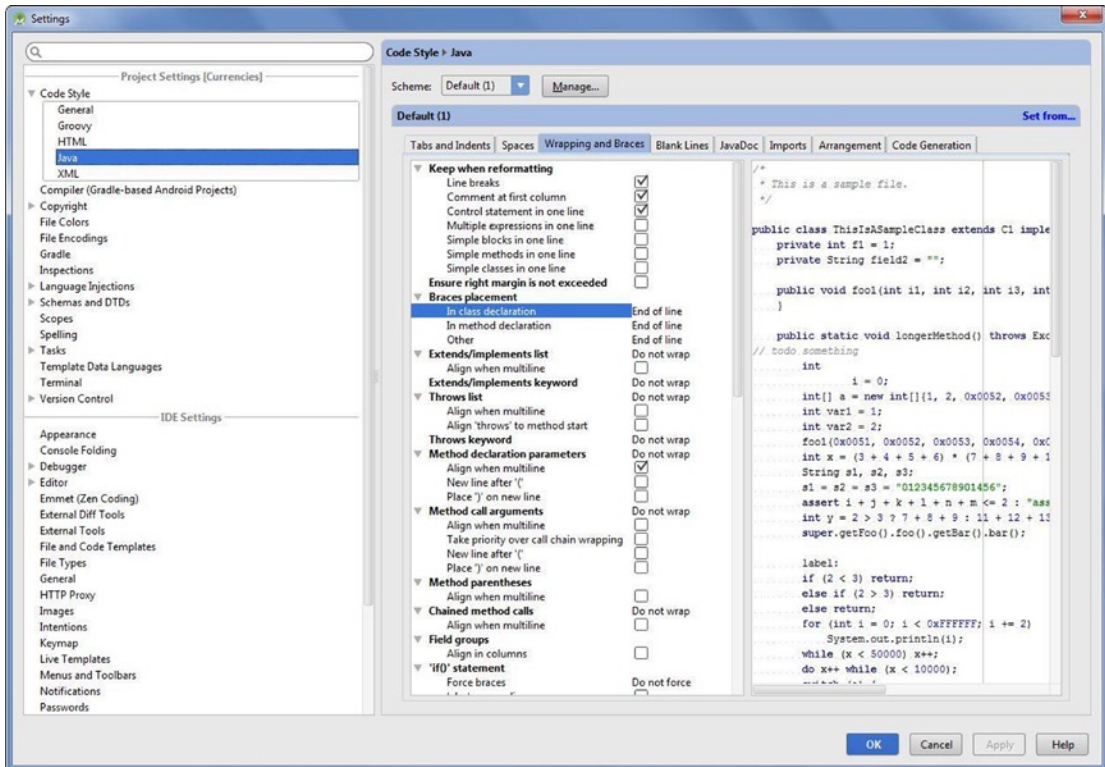 Settings
Project Settings [Currencies]
Code Style
General
Groovy
HTML
Java
XML
Compiler (Gradle-based Android Projects)
Copyright
File Colors
File Encodings
Gradle
Inspections
Language Injections
Schemas and DTDs
Scopes
Spelling
Tasks
Template Data Languages
Terminal
Version Control
IDE Settings
Appearance
Console Folding
Debugger
Editor
Emmet (Zen Coding)
External Diff Tools
External Tools
File and Code Templates
File Types
General
HTTP Proxy
Images
Intentions
Keymap
Live Templates
Menus and Toolbars
Notifications
Passwords
Code Style Java
Scheme: Default (1) Manage...
Default (1) Set from...
Tabs and Indents Spaces Wrapping and Braces Blank Lines JavaDoc Imports Arrangement Code Generation
Keep when reformatting
Line breaks
Comment at first column
Control statement in one line
Multiple expressions in one line
Simple blocks in one line
Simple methods in one line
Simple classes in one line
Ensure right margin is not exceeded
Braces placement
In class declaration End of line
In method declaration End of line
Other End of line
Extends/implements list Do not wrap
Align when multiline
Extends/implements keyword Do not wrap
Throws list Do not wrap
Align when multiline
Align 'throws' to method start
Throws keyword Do not wrap
Method declaration parameters Do not wrap
Align when multiline
New line after '('
Place ')' on new line
Method call arguments Do not wrap
Align when multiline
Take priority over call chain wrapping
New line after '('
Place ')' on new line
Method parentheses
Align when multiline
Chained method calls Do not wrap
Align when multiline
Field groups
Align in columns
'if()' statement
Force braces Do not force
/*
* This is a sample file.
*/
public class ThisIsASampleClass extends C1 imple
private int f1 = 1;
private String field2 = "";
public void foo1(int i1, int i2, int i3, int
}
public static void longerMethod() throws Exc
// todo something
int
i = 0;
int[] a = new int[]{1, 2, 0x0052, 0x0053
int var1 = 1;
int var2 = 2;
foo1(0x0051, 0x0052, 0x0053, 0x0054, 0x0
int x = (3 + 4 + 5 + 6) * (7 + 8 + 9 + 1
String s1, s2, s3;
s1 = s2 = s3 = "012345678901456";
assert i + j + k + l + n + m <= 2 : "ass
int y = 2 > 3 ? 7 + 8 + 9 : 11 + 12 + 13
super.getFoo().foo().getBar().bar();
label:
if (2 < 3) return;
else if (2 > 3) return;
else return;
for (int i = 0; i < 0xFFFFFF; i += 2)
System.out.println(i);
while (x < 50000) x++;
do x++ while (x < 10000);
OK Cancel Apply Help